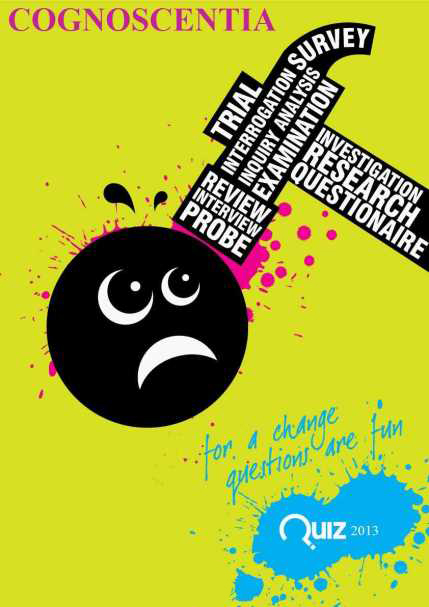 COGNOSCENTIA
SURVEY
TRIAL
INTERROGATION
INQUIRY ANALYSIS
EXAMINATION
INVESTIGATION
RESEARCH
QUESTIONAIRE
REVIEW
INTERVIEW
PROBE
for a change
questions are fun
QUIZ 2013